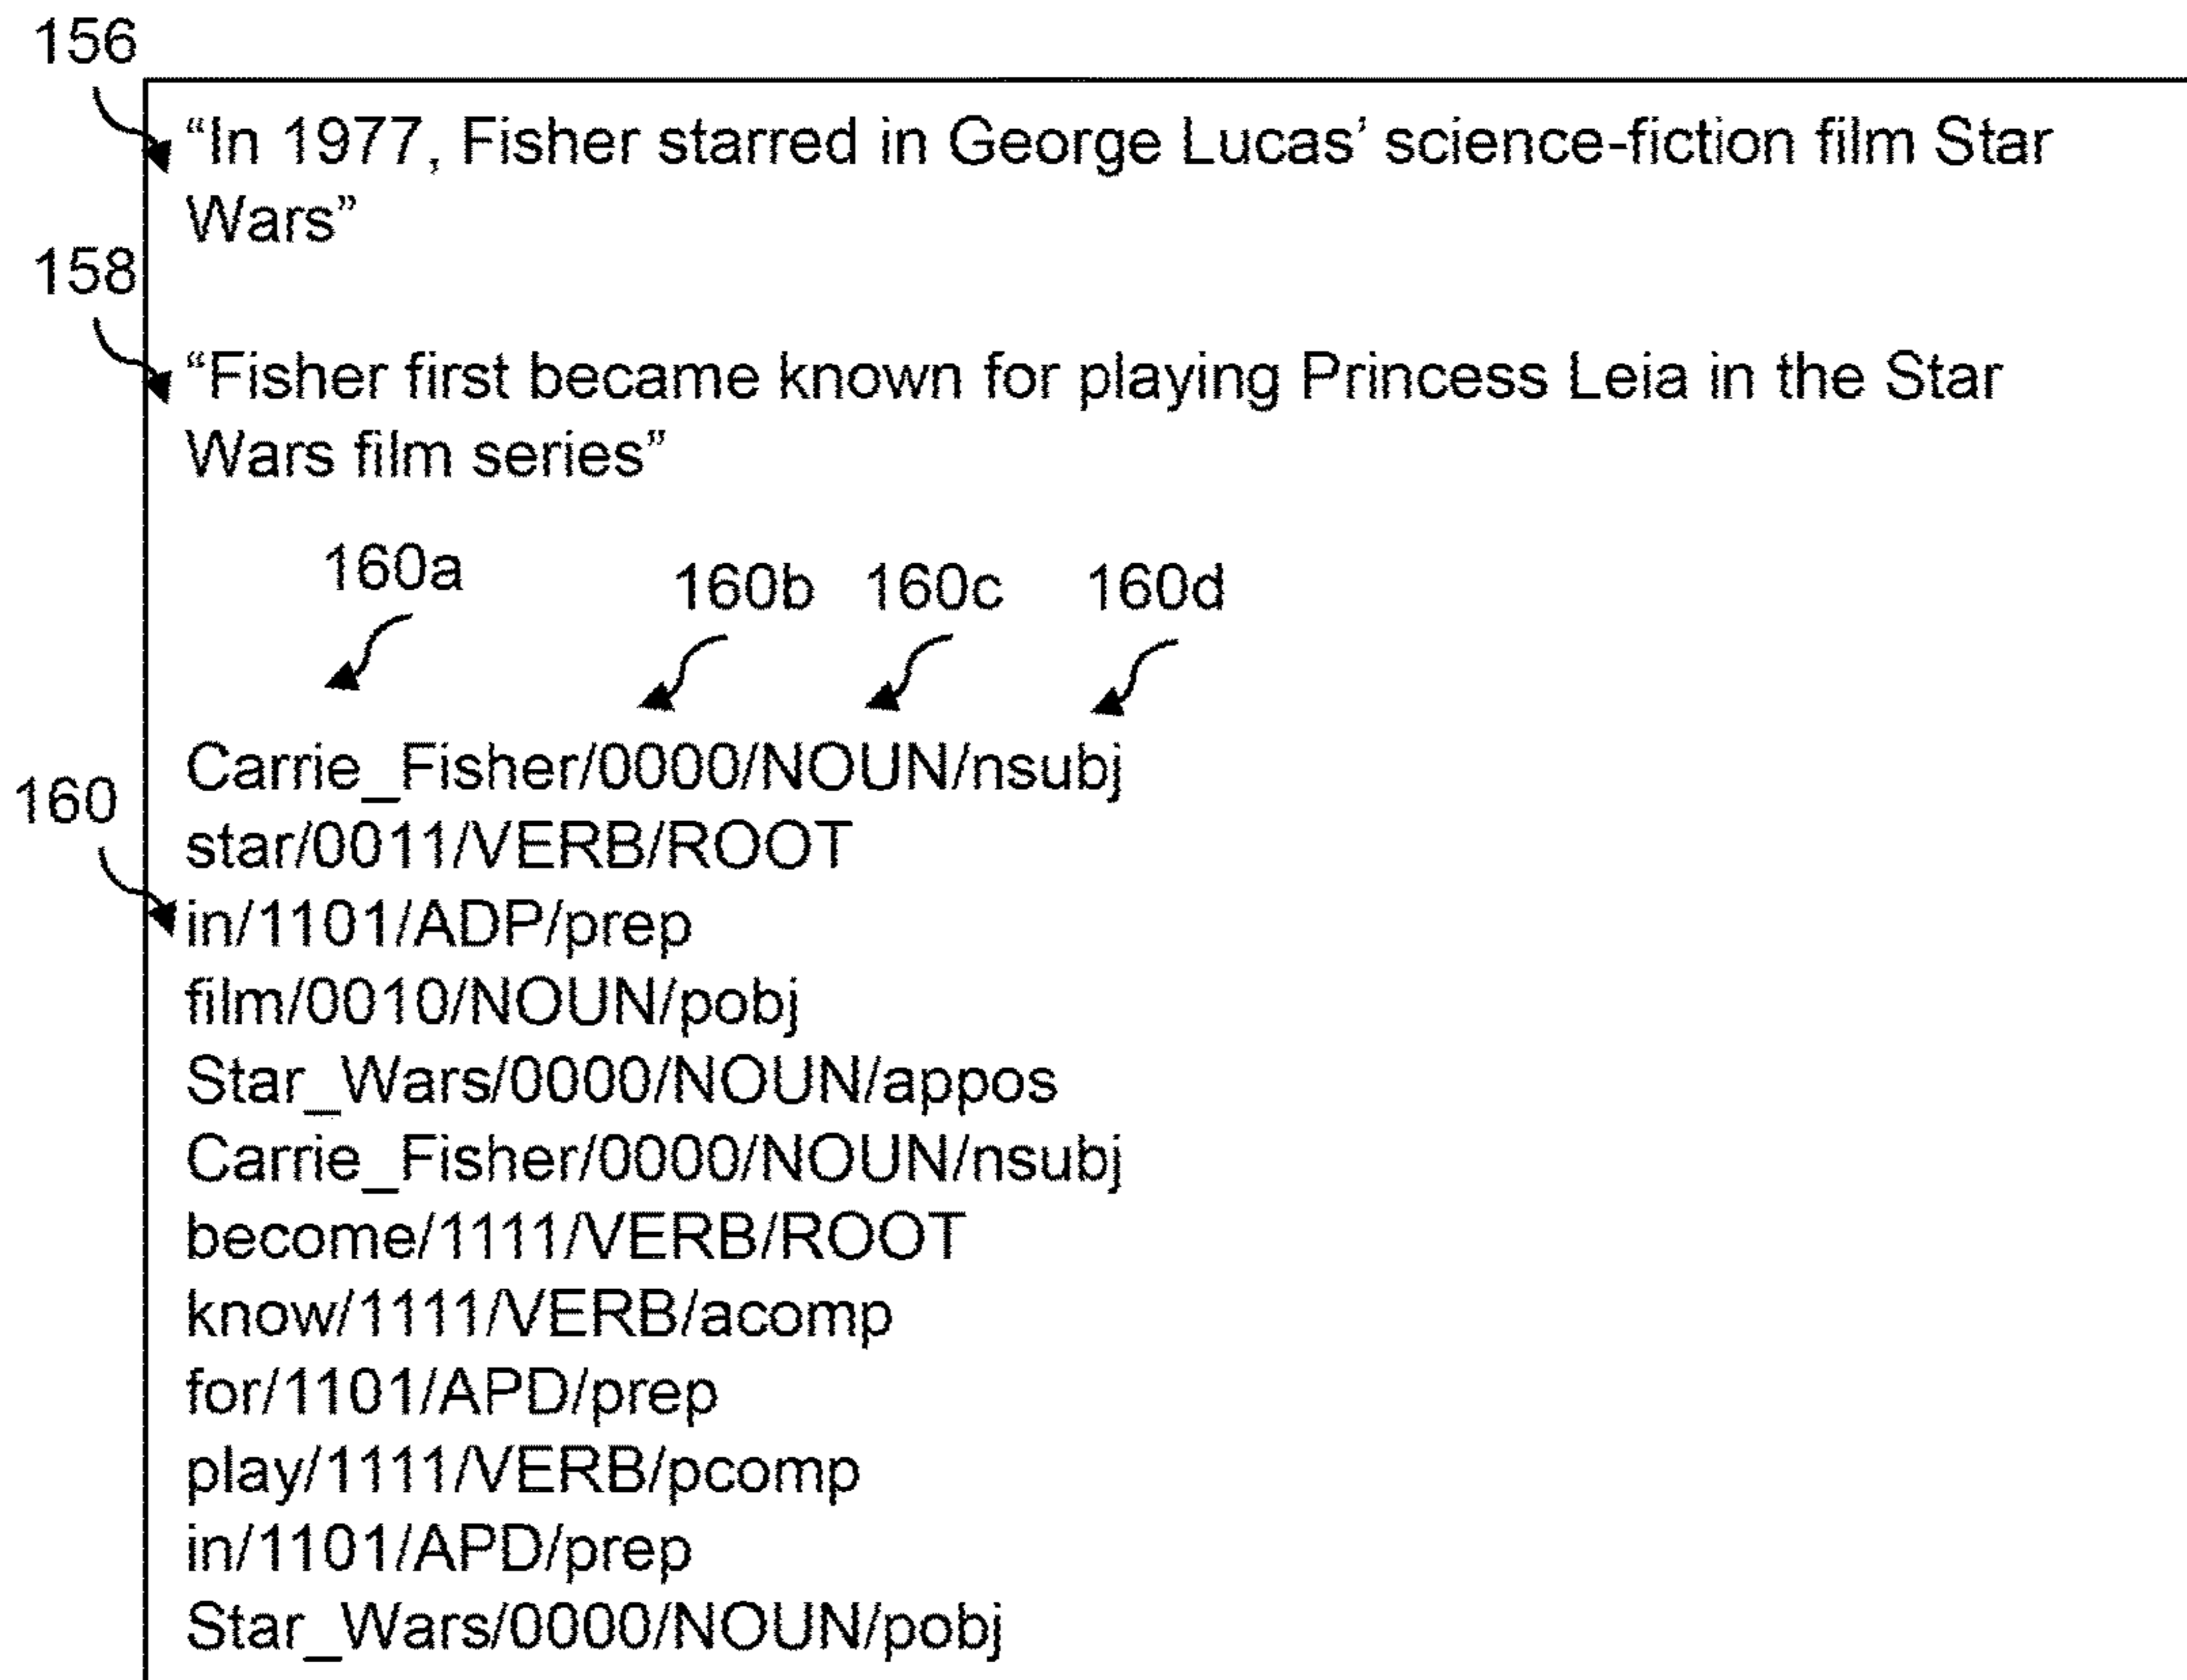 156
“In 1977, Fisher starred in George Lucas’ science-fiction film Star
Wars”
158
“Fisher first became known for playing Princess Leia in the Star
Wars film series”
160a 160b 160c 160d
Carrie_Fisher/0000/NOUN/nsubj
160
star/0011/VERB/ROOT
in/1101/ADP/prep
film/0010/NOUN/pobj
Star_Wars/0000/NOUN/appos
Carrie_Fisher/0000/NOUN/nsubj
become/1111/VERB/ROOT
know/1111/VERB/acomp
for/1101/APD/prep
play/1111/VERB/pcomp
in/1101/APD/prep
Star_Wars/0000/NOUN/pobj